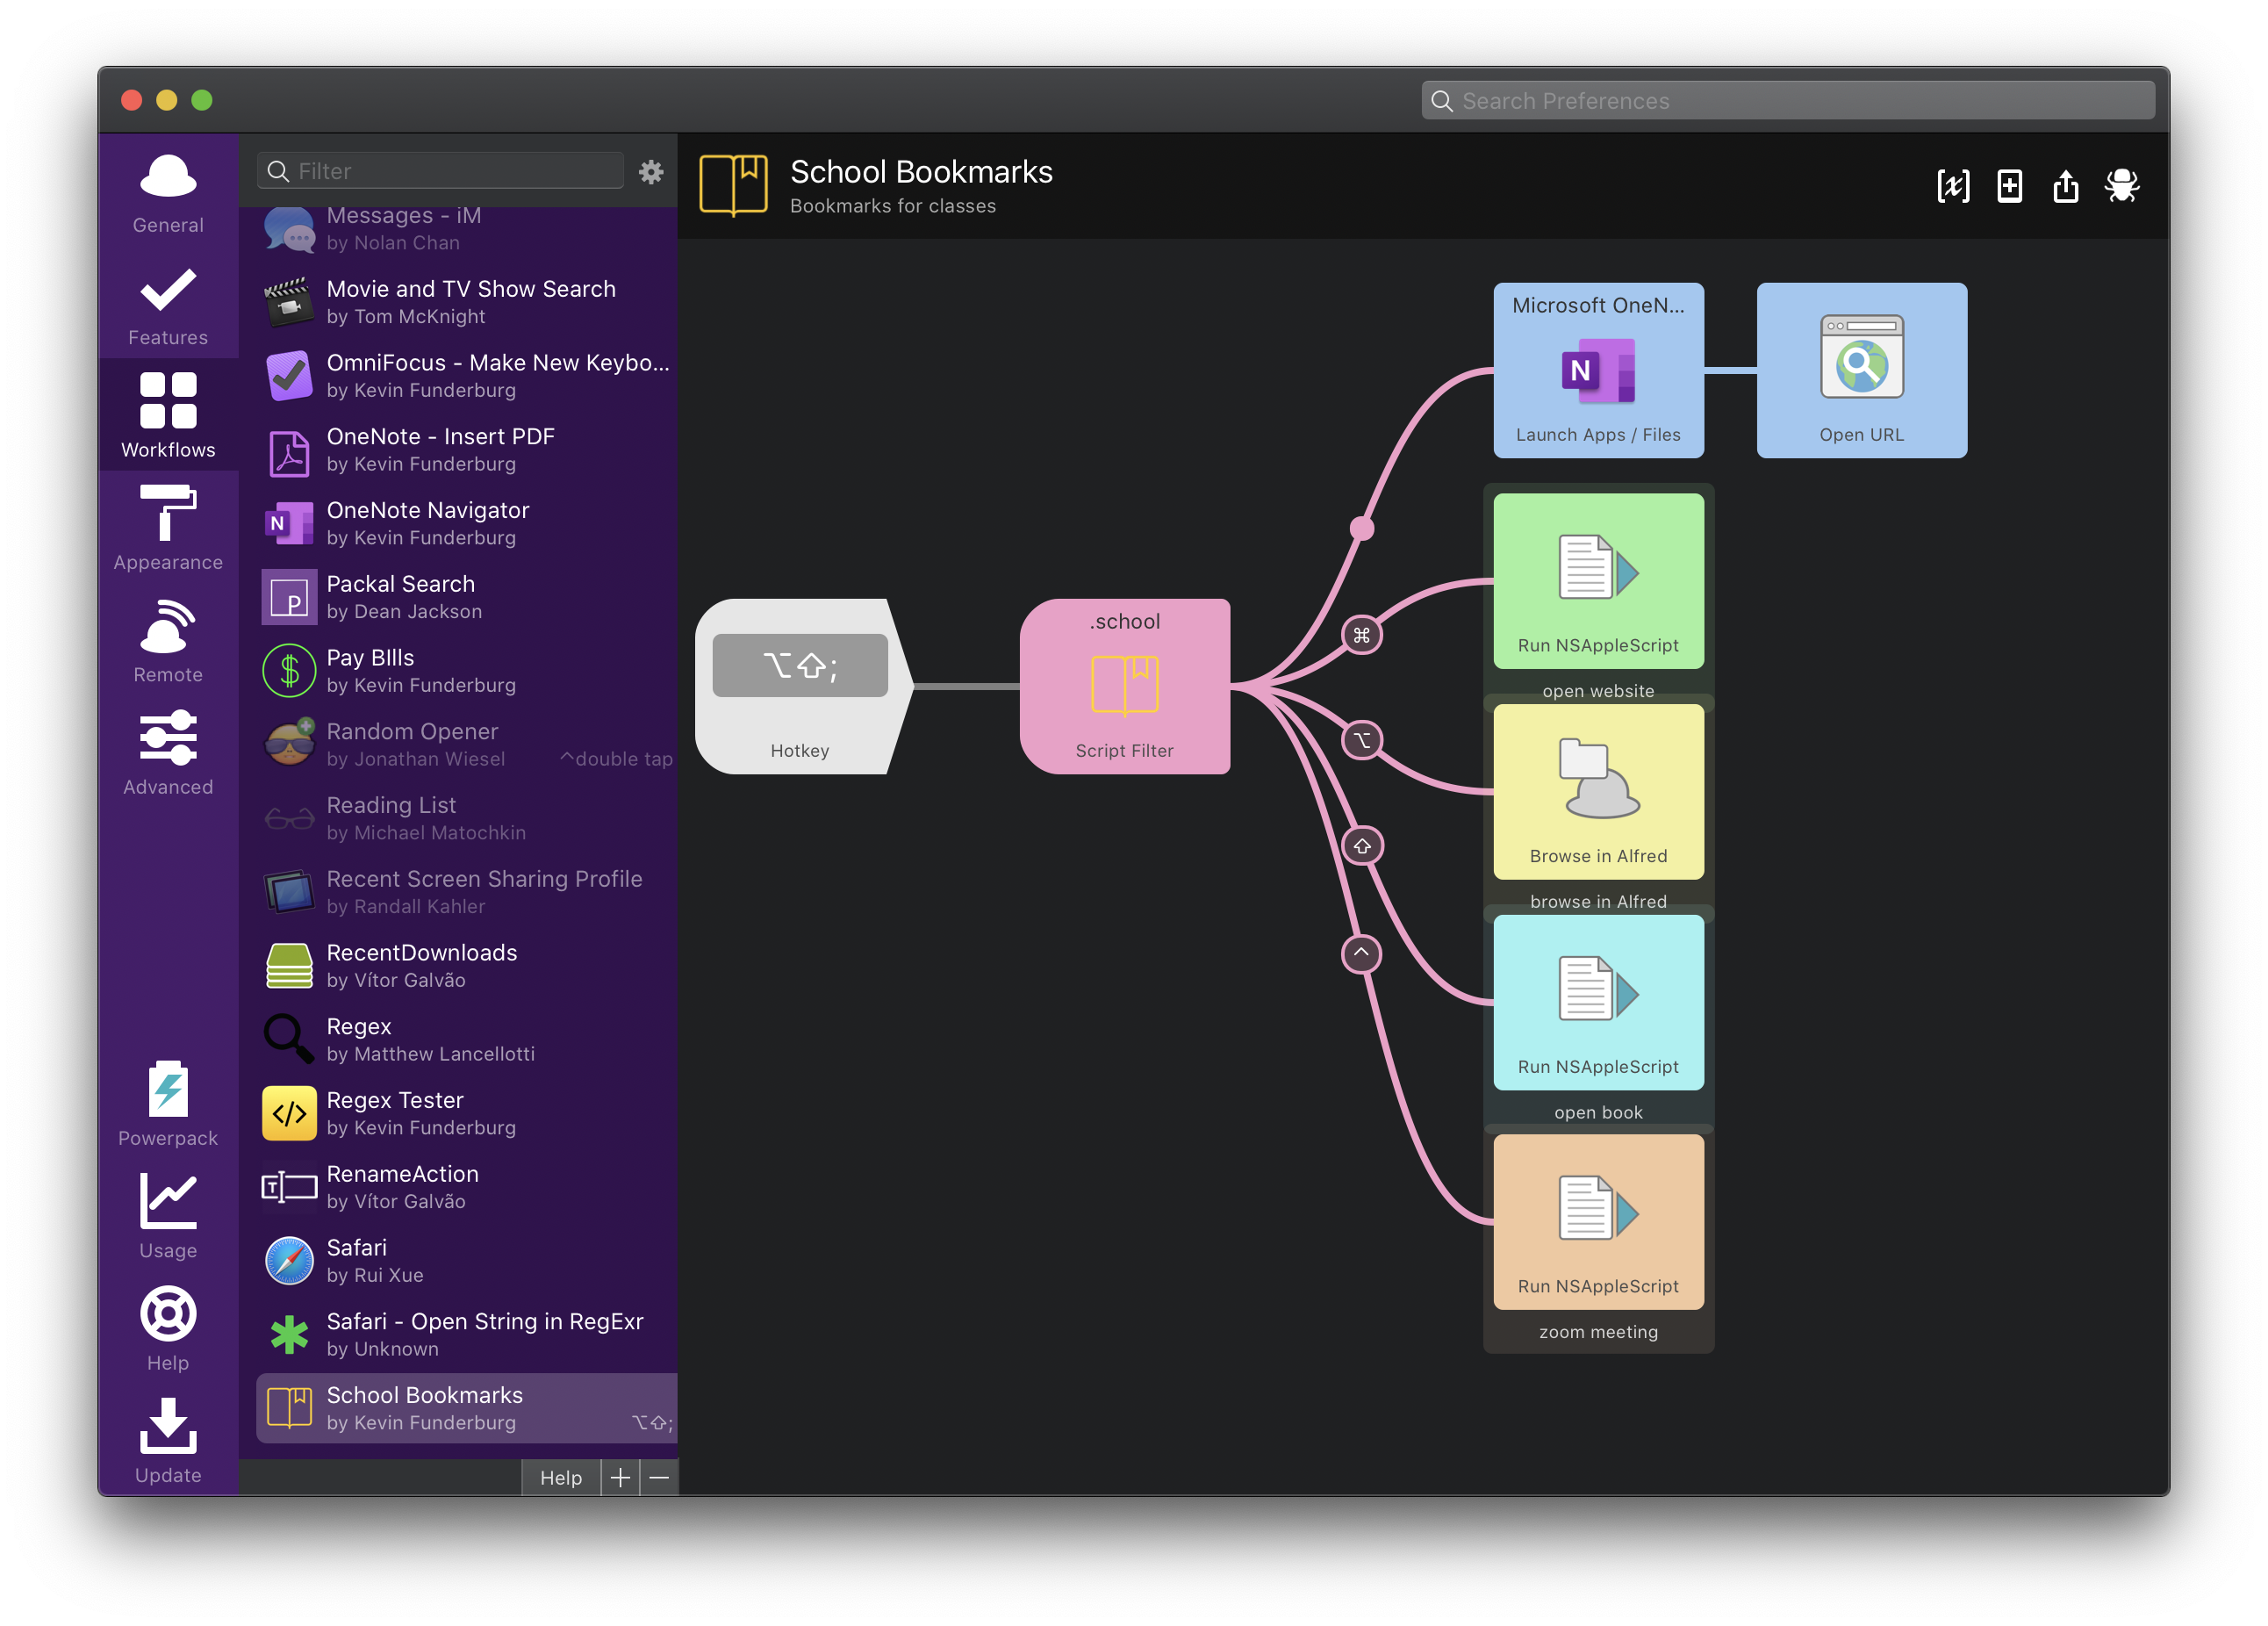 Search Preferences
General
Features
Workflows
Appearance
Remote
Advanced
Powerpack
Usage
Help
Update
Filter
Messages - iM
by Nolan Chan
Movie and TV Show Search
by Tom McKnight
OmniFocus - Make New Keybo...
by Kevin Funderburg
OneNote - Insert PDF
by Kevin Funderburg
N
OneNote Navigator
by Kevin Funderburg
P
Packal Search
by Dean Jackson
$
Pay BIlls
by Kevin Funderburg
Random Opener
by Jonathan Wiesel ^double tap
Reading List
by Michael Matochkin
Recent Screen Sharing Profile
by Randall Kahler
RecentDownloads
by Vítor Galvão
Regex
by Matthew Lancellotti
</>
Regex Tester
by Kevin Funderburg
T
RenameAction
by Vítor Galvão
Safari
by Rui Xue
Safari - Open String in RegExr
by Unknown
School Bookmarks
by Kevin Funderburg ⌥⇧;
Help + −
School Bookmarks
Bookmarks for classes
[x]
⌥⇧;
Hotkey
.school
Script Filter
⌘
⌥
⇧
^
Microsoft OneN...
N
Launch Apps / Files
Open URL
Run NSAppleScript
open website
Browse in Alfred
browse in Alfred
Run NSAppleScript
open book
Run NSAppleScript
zoom meeting